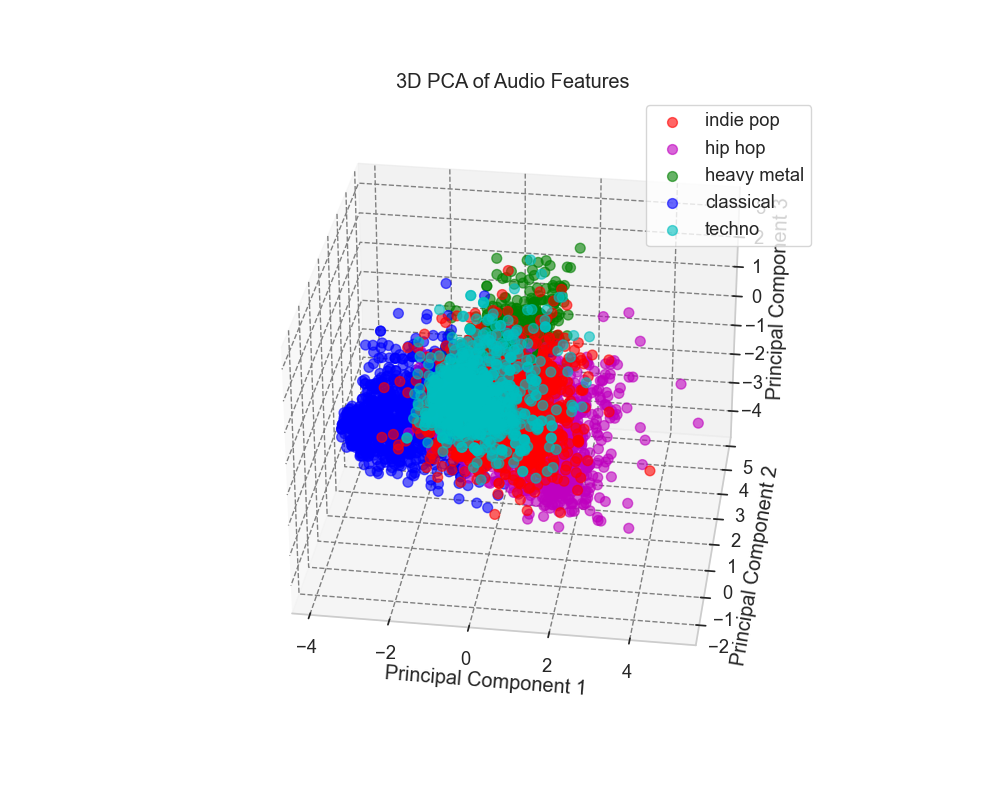 3D PCA of Audio Features
indie pop
hip hop
heavy metal
classical
techno
3
2
1
0
−1
−2
−3
−4
Principal Component 3
5
4
3
2
1
0
−1
−2
Principal Component 2
−4
−2
0
2
4
Principal Component 1